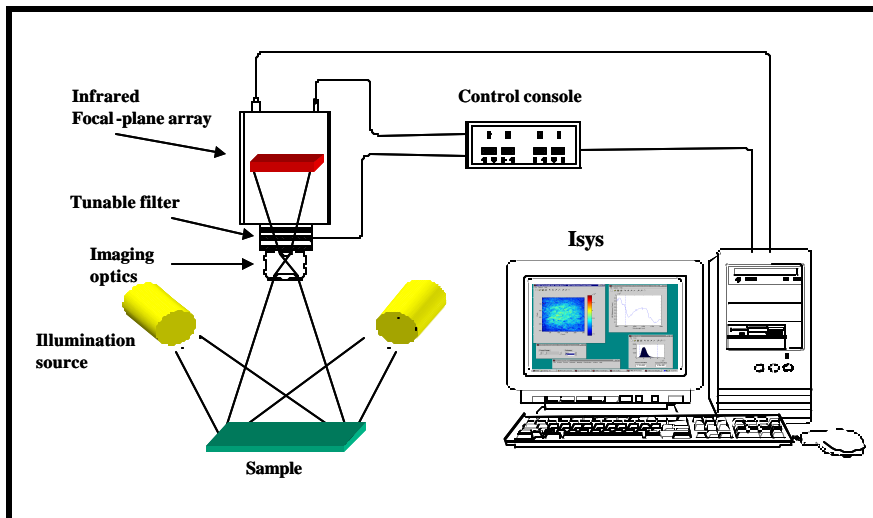 Infrared
Focal-plane array
Control console
Tunable filter
Isys
Imaging
optics
Illumination
source
Sample